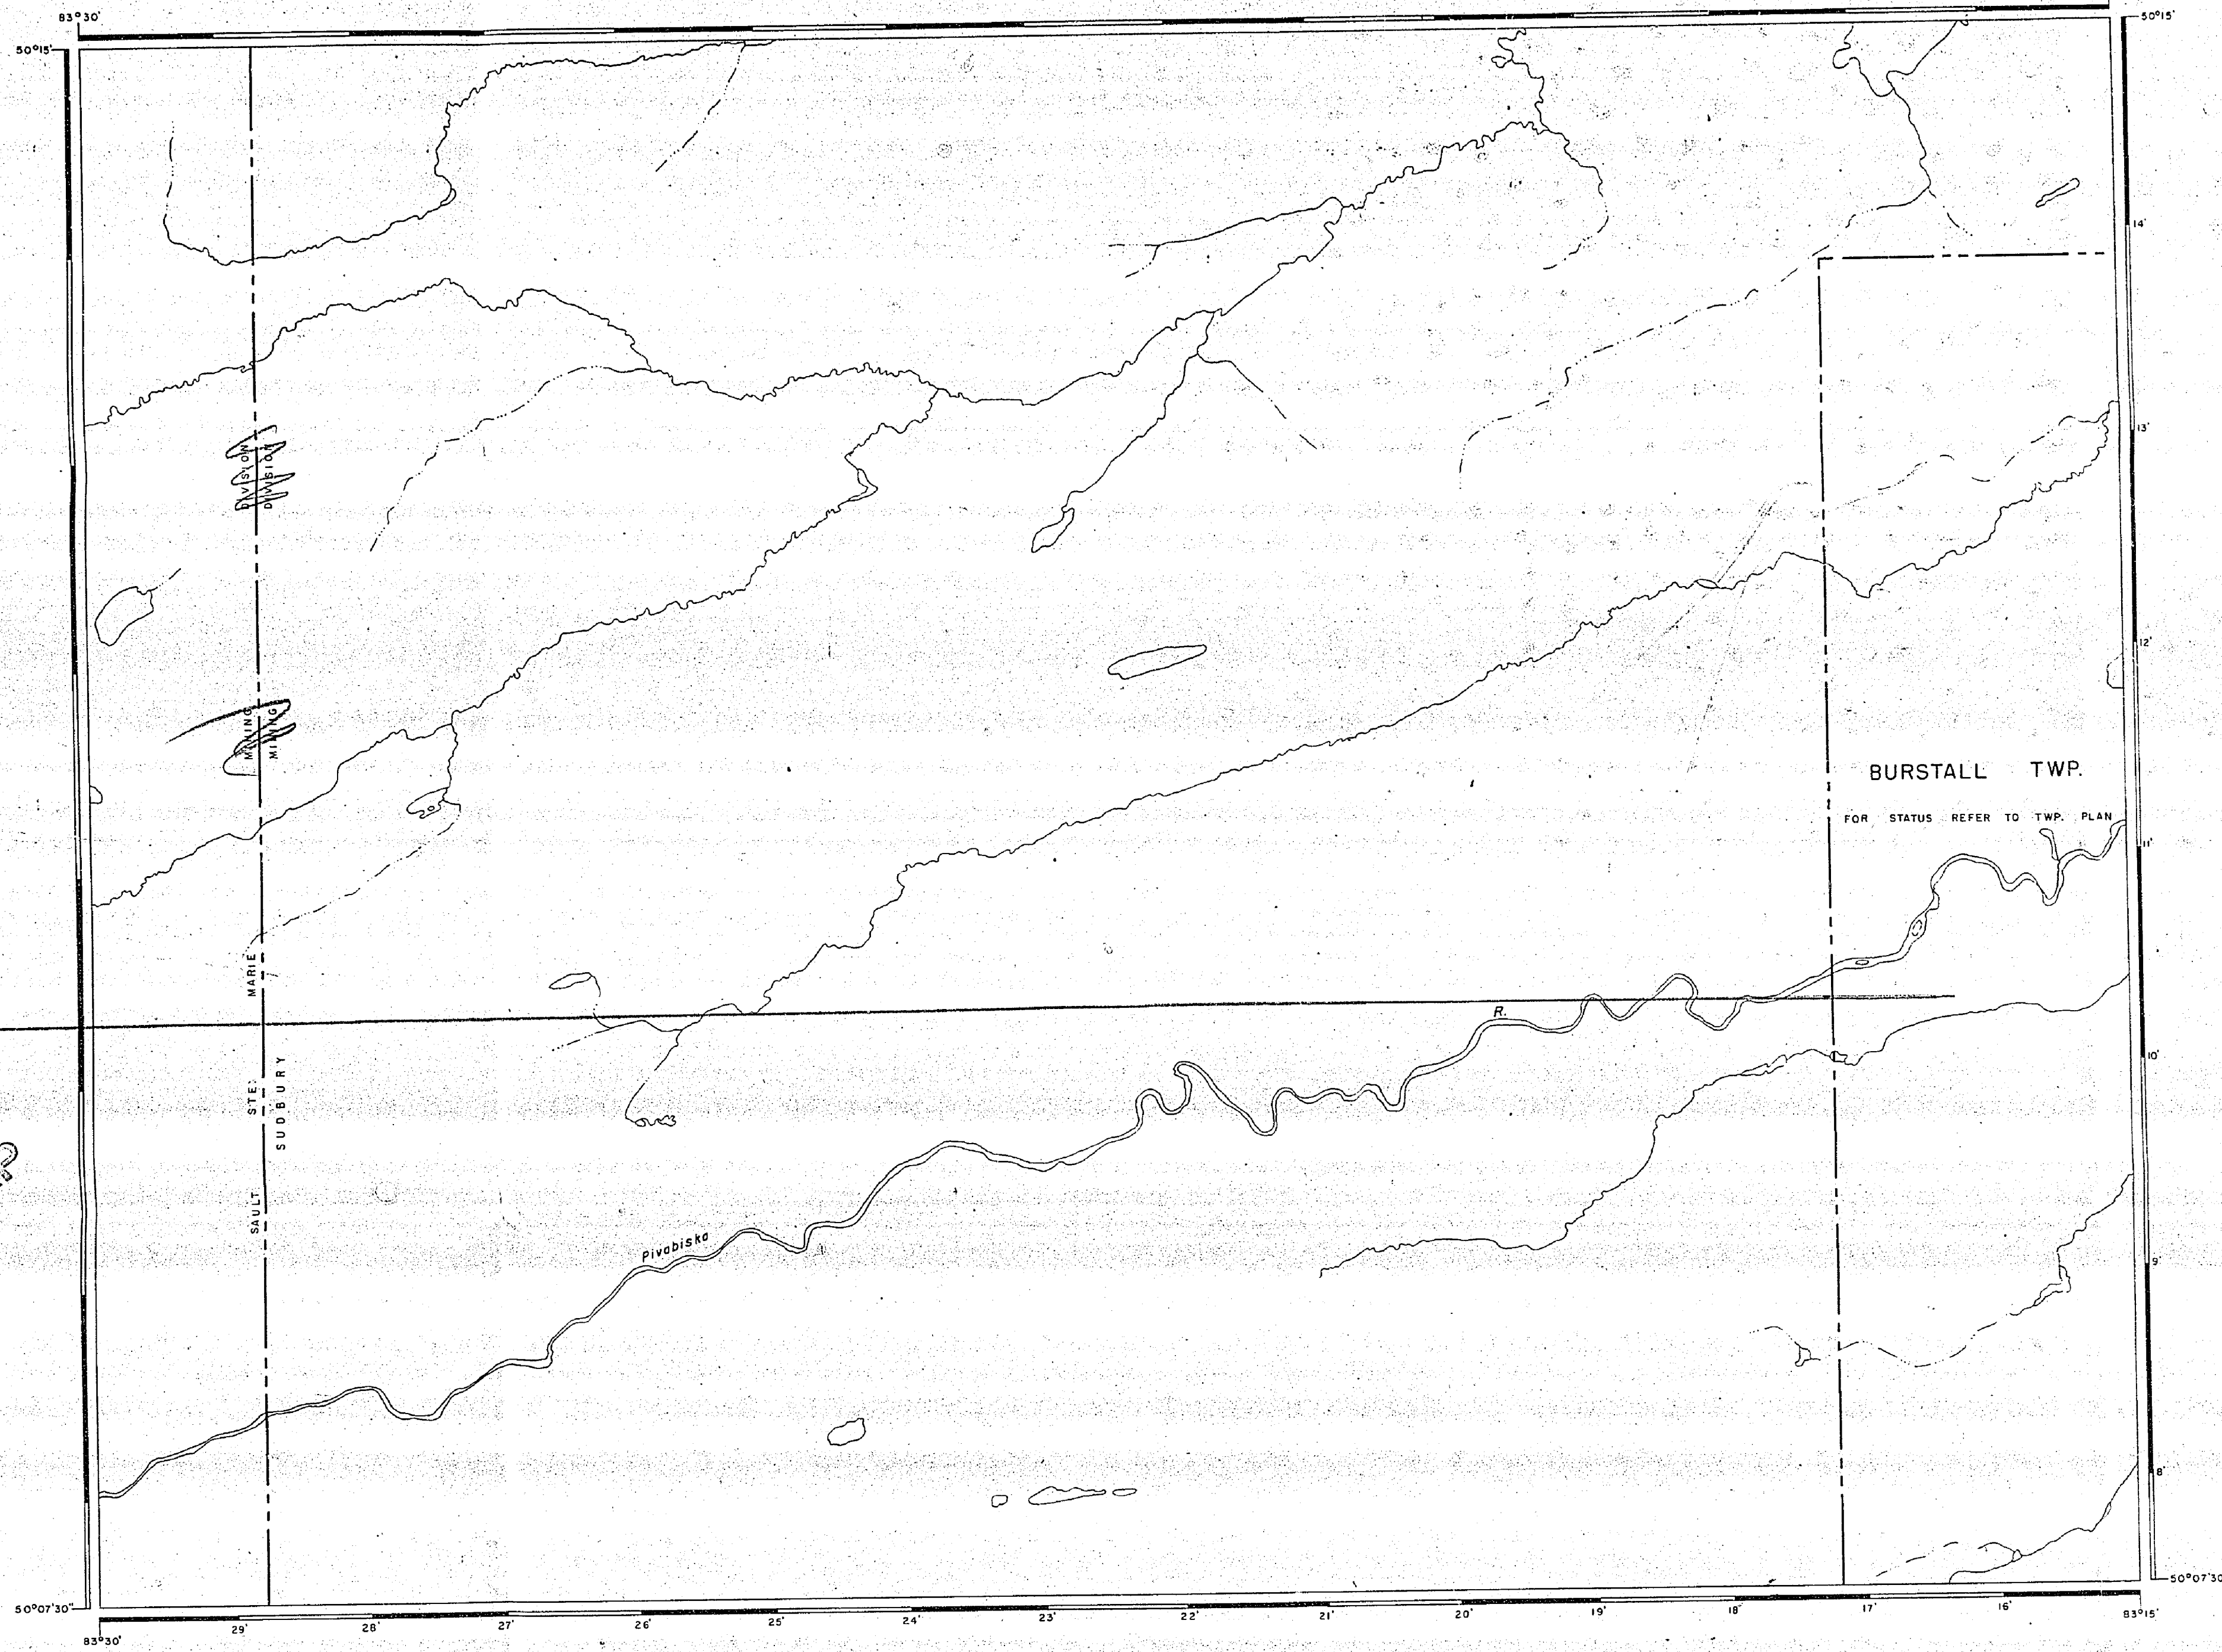 83°30'
50°15'
50°15'
14'
DIVISION
DIVISION
13'
12'
MINING
MINING
BURSTALL TWP.
FOR STATUS REFER TO TWP. PLAN
11'
MARIE
R.
10'
STE.
SUDBURY
SAULT
Pivabiska
9'
8'
50°07'30"
50°07'30
83°30'
29'
28'
27'
26'
25'
24'
23'
22'
21'
20'
19'
18'
17'
16'
83°15'